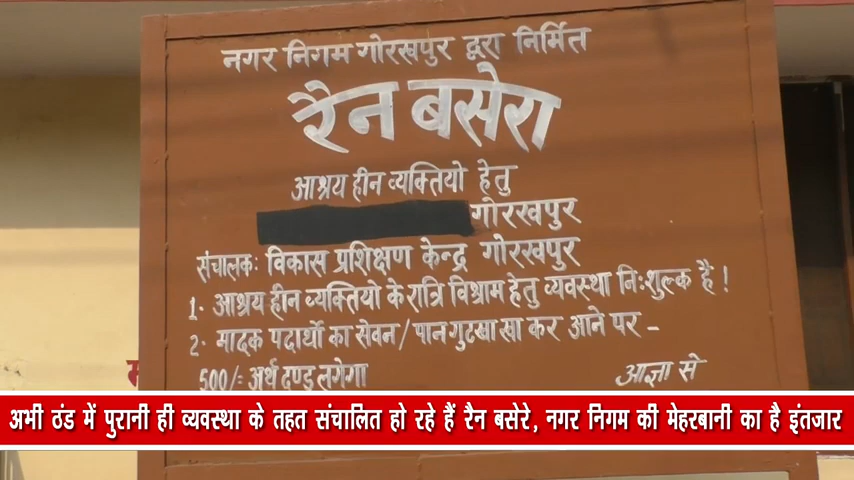 नगर निगम गोरखपुर द्वरा निर्मित
रैन बसेरा
आश्रय हीन व्यक्तियो हेतु
गोरखपुर
संचालक: विकास प्रशिक्षण केन्द्र गोरखपुर
1. आश्रय हीन व्यक्तियो के रात्रि विश्राम हेतु व्यवस्था निःशुल्क है !
2. मादक पदार्थो का सेवन/पान गुटखा खा कर आने पर -
500/- अर्थ दण्ड लगेगा आज्ञा से
अभी ठंड में पुरानी ही व्यवस्था के तहत संचालित हो रहे हैं रैन बसेरे, नगर निगम की मेहरबानी का है इंतजार